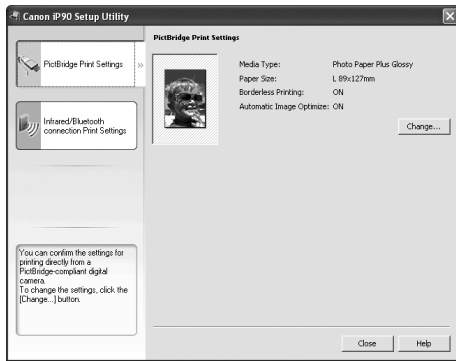 Canon iP90 Setup Utility
PictBridge Print Settings
Infrared/Bluetooth
connection Print Settings
You can confirm the settings for
printing directly from a
PictBridge-compliant digital
camera.
To change the settings, click the
[Change...] button.
PictBridge Print Settings
Media Type: Photo Paper Plus Glossy
Paper Size: L 89x127mm
Borderless Printing: ON
Automatic Image Optimize: ON
Change...
Close
Help